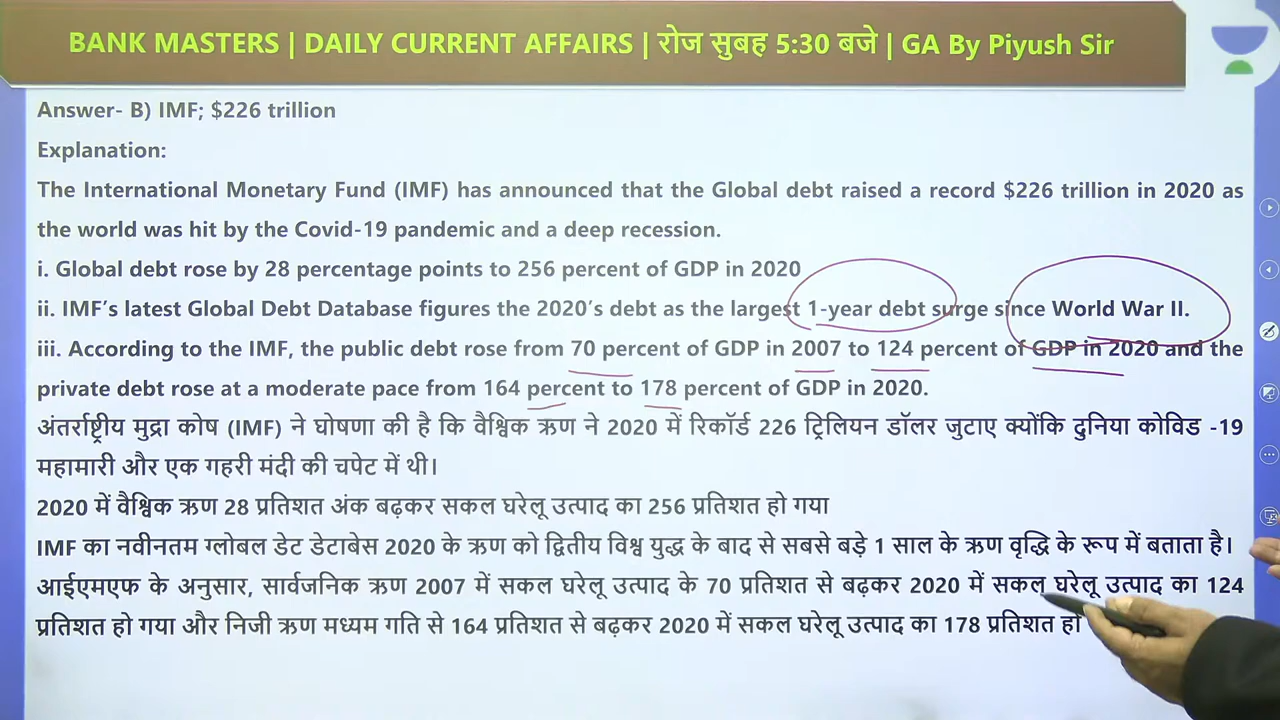 BANK MASTERS | DAILY CURRENT AFFAIRS | रोज सुबह 5:30 बजे | GA By Piyush Sir
Answer- B) IMF; $226 trillion
Explanation:
The International Monetary Fund (IMF) has announced that the Global debt raised a record $226 trillion in 2020 as
the world was hit by the Covid-19 pandemic and a deep recession.
i. Global debt rose by 28 percentage points to 256 percent of GDP in 2020
ii. IMF's latest Global Debt Database figures the 2020's debt as the largest 1-year debt surge since World War II.
iii. According to the IMF, the public debt rose from 70 percent of GDP in 2007 to 124 percent of GDP in 2020 and the
private debt rose at a moderate pace from 164 percent to 178 percent of GDP in 2020.
अंतर्राष्ट्रीय मुद्रा कोष (IMF) ने घोषणा की है कि वैश्विक ऋण ने 2020 में रिकॉर्ड 226 ट्रिलियन डॉलर जुटाए क्योंकि दुनिया कोविड -19
महामारी और एक गहरी मंदी की चपेट में थी।
2020 में वैश्विक ऋण 28 प्रतिशत अंक बढ़कर सकल घरेलू उत्पाद का 256 प्रतिशत हो गया
IMF का नवीनतम ग्लोबल डेट डेटाबेस 2020 के ऋण को द्वितीय विश्व युद्ध के बाद से सबसे बड़े 1 साल के ऋण वृद्धि के रूप में बताता है।
आईएमएफ के अनुसार, सार्वजनिक ऋण 2007 में सकल घरेलू उत्पाद के 70 प्रतिशत से बढ़कर 2020 में सकल घरेलू उत्पाद का 124
प्रतिशत हो गया और निजी ऋण मध्यम गति से 164 प्रतिशत से बढ़कर 2020 में सकल घरेलू उत्पाद का 178 प्रतिशत हो